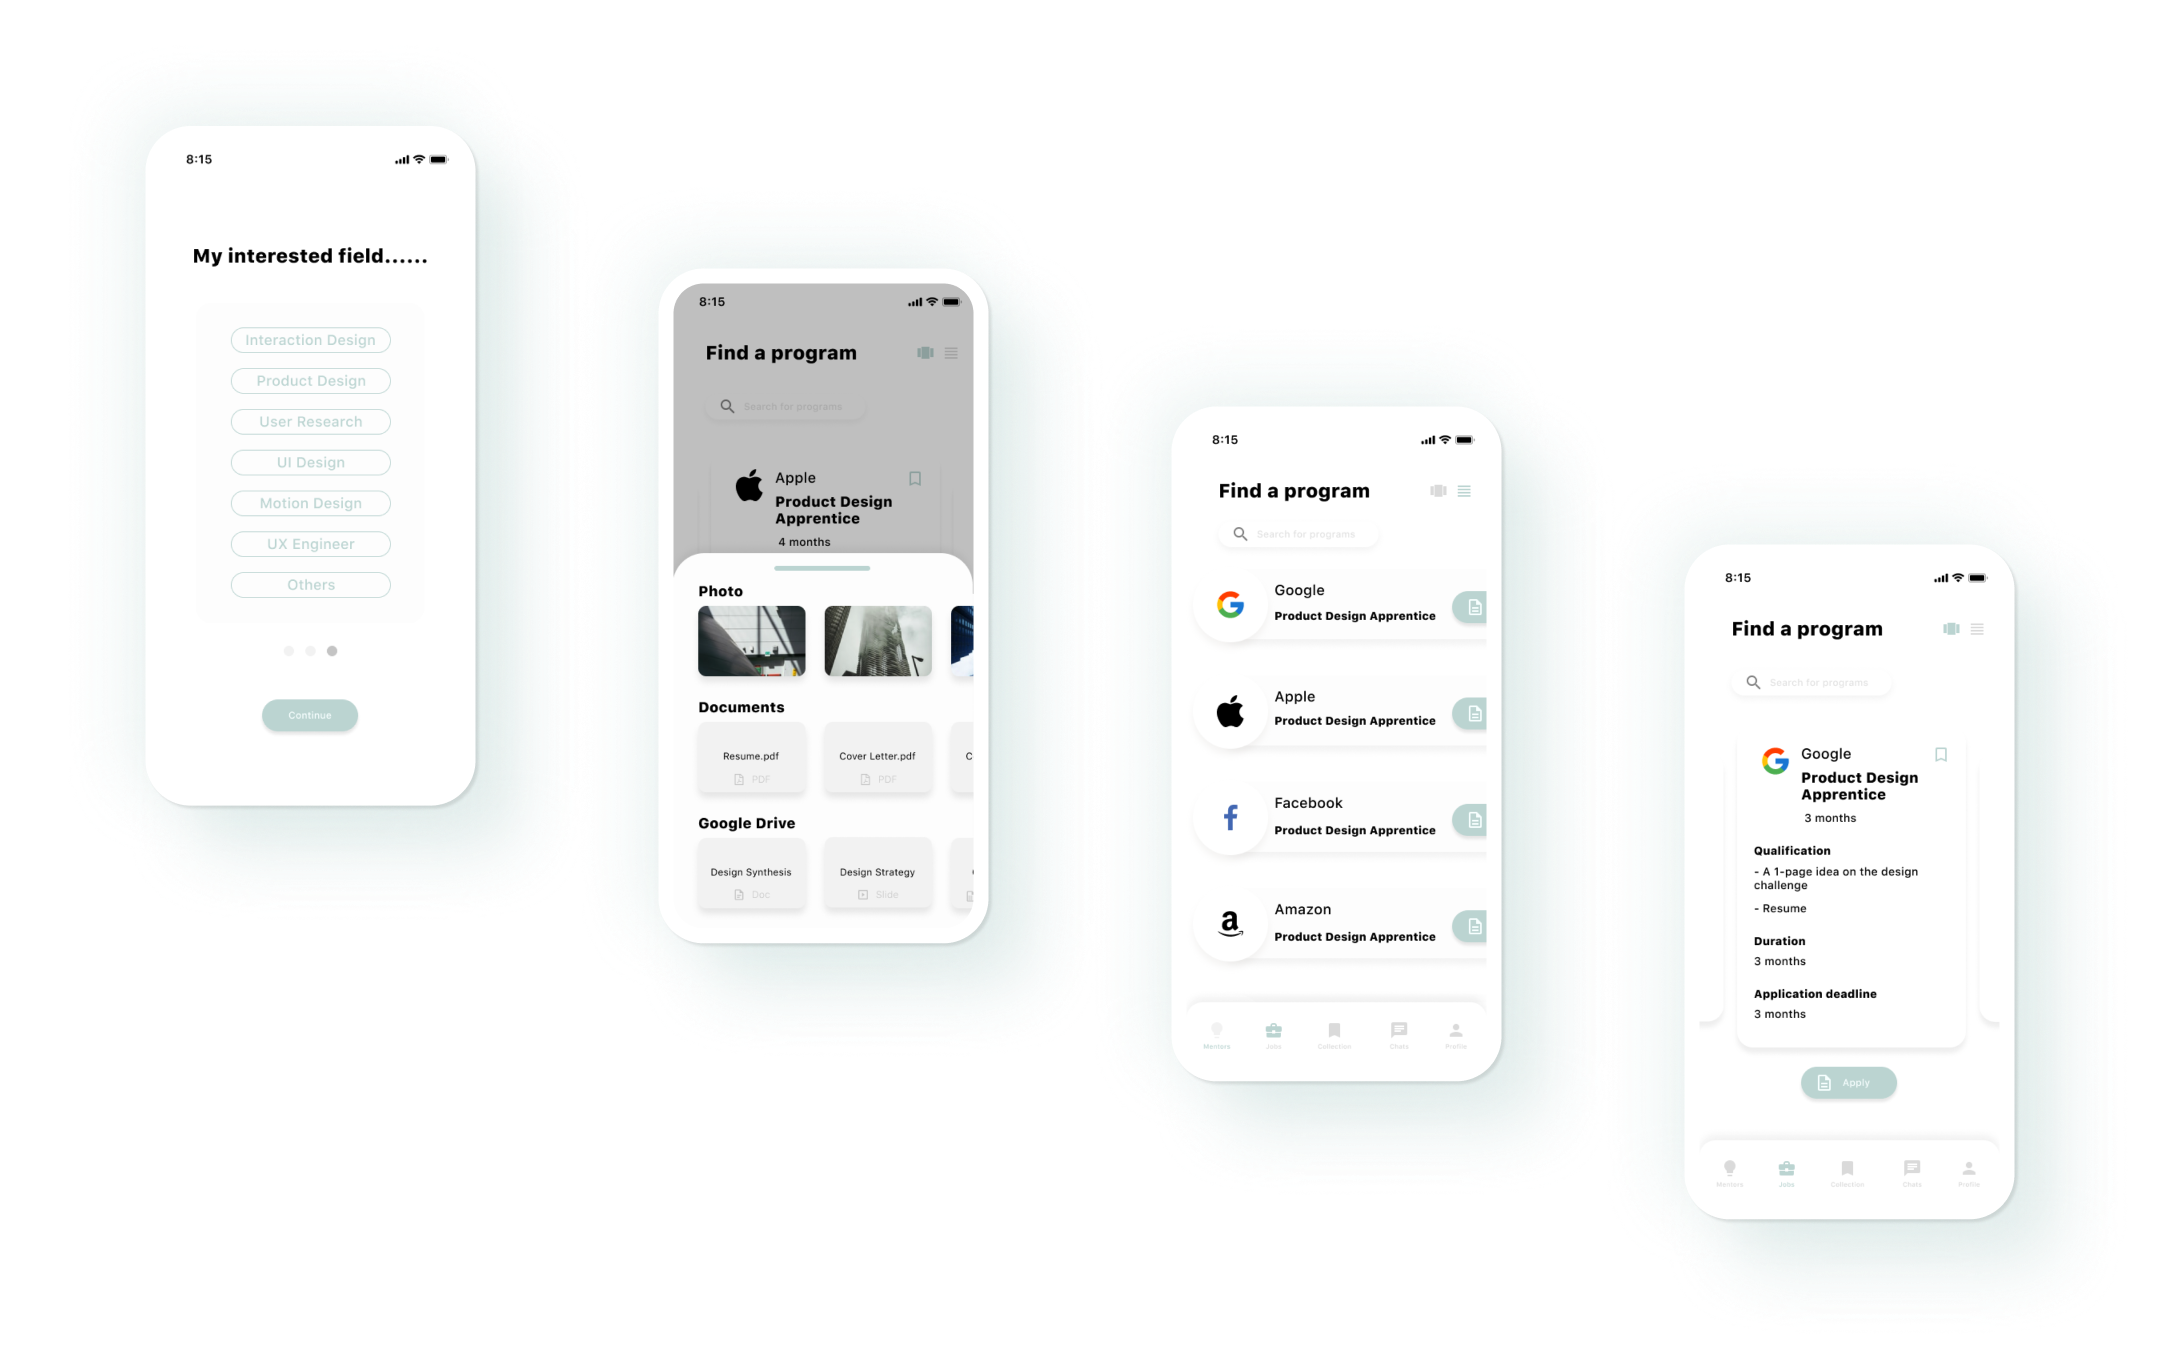 8:15
My interested field......
Interaction Design
Product Design
User Research
UI Design
Motion Design
UX Engineer
Others
Continue
8:15
Find a program
Search for programs
Apple
Product Design
Apprentice
4 months
Photo
Documents
Resume.pdf
PDF
Cover Letter.pdf
PDF
C
Google Drive
Design Synthesis
Doc
Design Strategy
Slide
8:15
Find a program
Search for programs
Google
Product Design Apprentice
Apple
Product Design Apprentice
Facebook
Product Design Apprentice
a
Amazon
Product Design Apprentice
Mentors
Jobs
Collection
Chats
Profile
8:15
Find a program
Search for programs
Google
Product Design
Apprentice
3 months
Qualification
- A 1-page idea on the design
challenge
- Resume
Duration
3 months
Application deadline
3 months
Apply
Mentors
Jobs
Collection
Chats
Profile